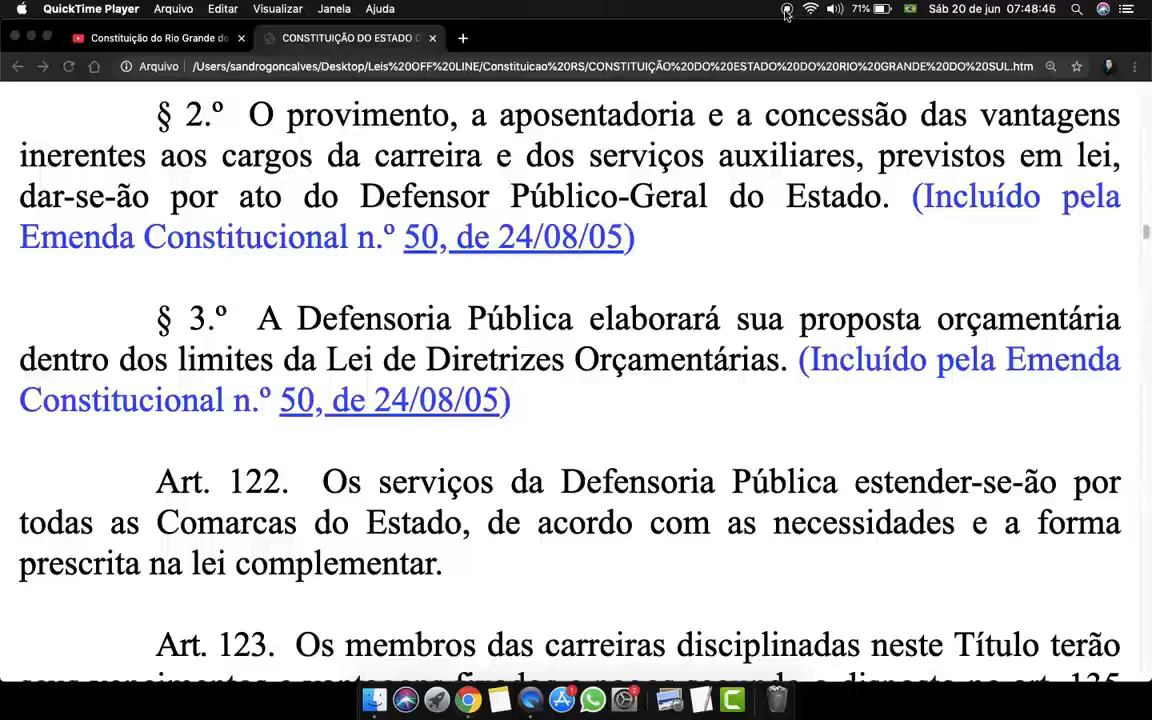 QuickTime Player Arquivo Editar Visualizar Janela Ajuda 71% Sáb 20 de jun 07:48:46
Constituição do Rio Grande do CONSTITUIÇÃO DO ESTADO
Arquivo /Users/sandrogoncalves/Desktop/Leis%20OFF%20LINE/Constituicao%20RS/CONSTITUIÇÃO%20DO%20ESTADO%20DO%20RIO%20GRANDE%20DO%20SUL.htm
§ 2.º O provimento, a aposentadoria e a concessão das vantagens
inerentes aos cargos da carreira e dos serviços auxiliares, previstos em lei,
dar-se-ão por ato do Defensor Público-Geral do Estado. (Incluído pela
Emenda Constitucional n.º 50, de 24/08/05)
§ 3.º A Defensoria Pública elaborará sua proposta orçamentária
dentro dos limites da Lei de Diretrizes Orçamentárias. (Incluído pela Emenda
Constitucional n.º 50, de 24/08/05)
Art. 122. Os serviços da Defensoria Pública estender-se-ão por
todas as Comarcas do Estado, de acordo com as necessidades e a forma
prescrita na lei complementar.
Art. 123. Os membros das carreiras disciplinadas neste Título terão
seus vencimentos e vantagens